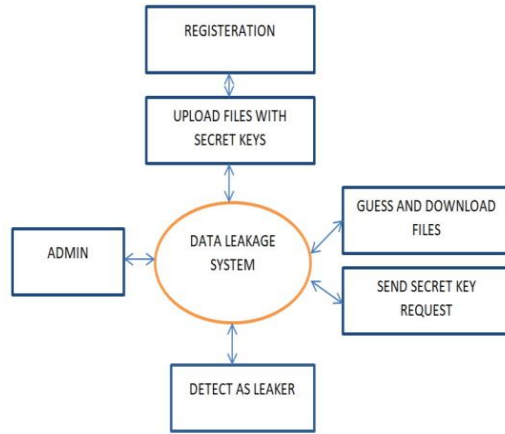 REGISTERATION
UPLOAD FILES WITH
SECRET KEYS
GUESS AND DOWNLOAD
FILES
ADMIN
DATA LEAKAGE
SYSTEM
SEND SECRET KEY
REQUEST
DETECT AS LEAKER